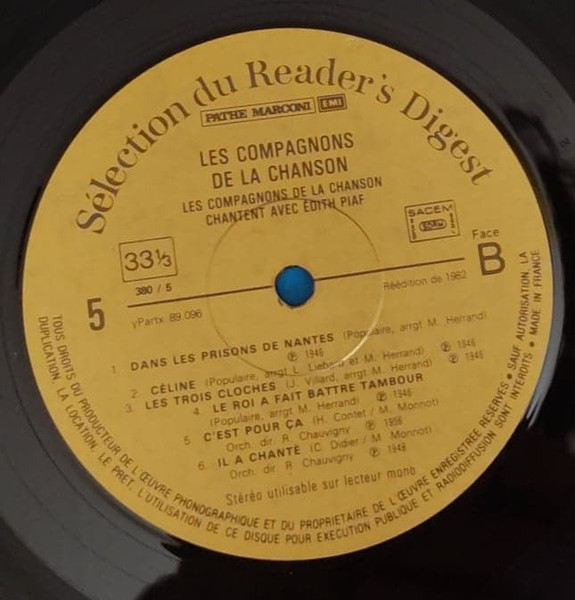 Sélection du Reader's Digest
PATHE MARCONI EMI
LES COMPAGNONS
DE LA CHANSON
LES COMPAGNONS DE LA CHANSON
CHANTENT AVEC EDITH PIAF
SACEM
33 1/3
Face
B
380 / 5
5
yPartx 89.096
Réédition de 1982
1 DANS LES PRISONS DE NANTES (Populaire, arrgt M. Herrand)
℗ 1946
2. CÉLINE (Populaire, arrgt L. Liebard et M. Herrand) ℗ 1946
3. LES TROIS CLOCHES (J. Villard, arrgt M. Herrand) ℗ 1946
4. LE ROI A FAIT BATTRE TAMBOUR
(Populaire, arrgt M. Herrand) ℗ 1946
5 C'EST POUR ÇA (H. Contet / M. Monnot)
Orch. dir. R. Chauvigny ℗
6. IL A CHANTÉ (C. Didier / M. Monnot)
Orch. dir. R Chauvigny ℗ 1948
Stéréo utilisable sur lecteur mono
TOUS DROITS DU PRODUCTEUR DE L'ŒUVRE PHONOGRAPHIQUE ET DU PROPRIETAIRE DE L'ŒUVRE ENREGISTREE RESERVES • SAUF AUTORISATION, LA
DUPLICATION, LA LOCATION, LE PRET, L'UTILISATION DE CE DISQUE POUR EXECUTION PUBLIQUE ET RADIODIFFUSION SONT INTERDITS • MADE IN FRANCE